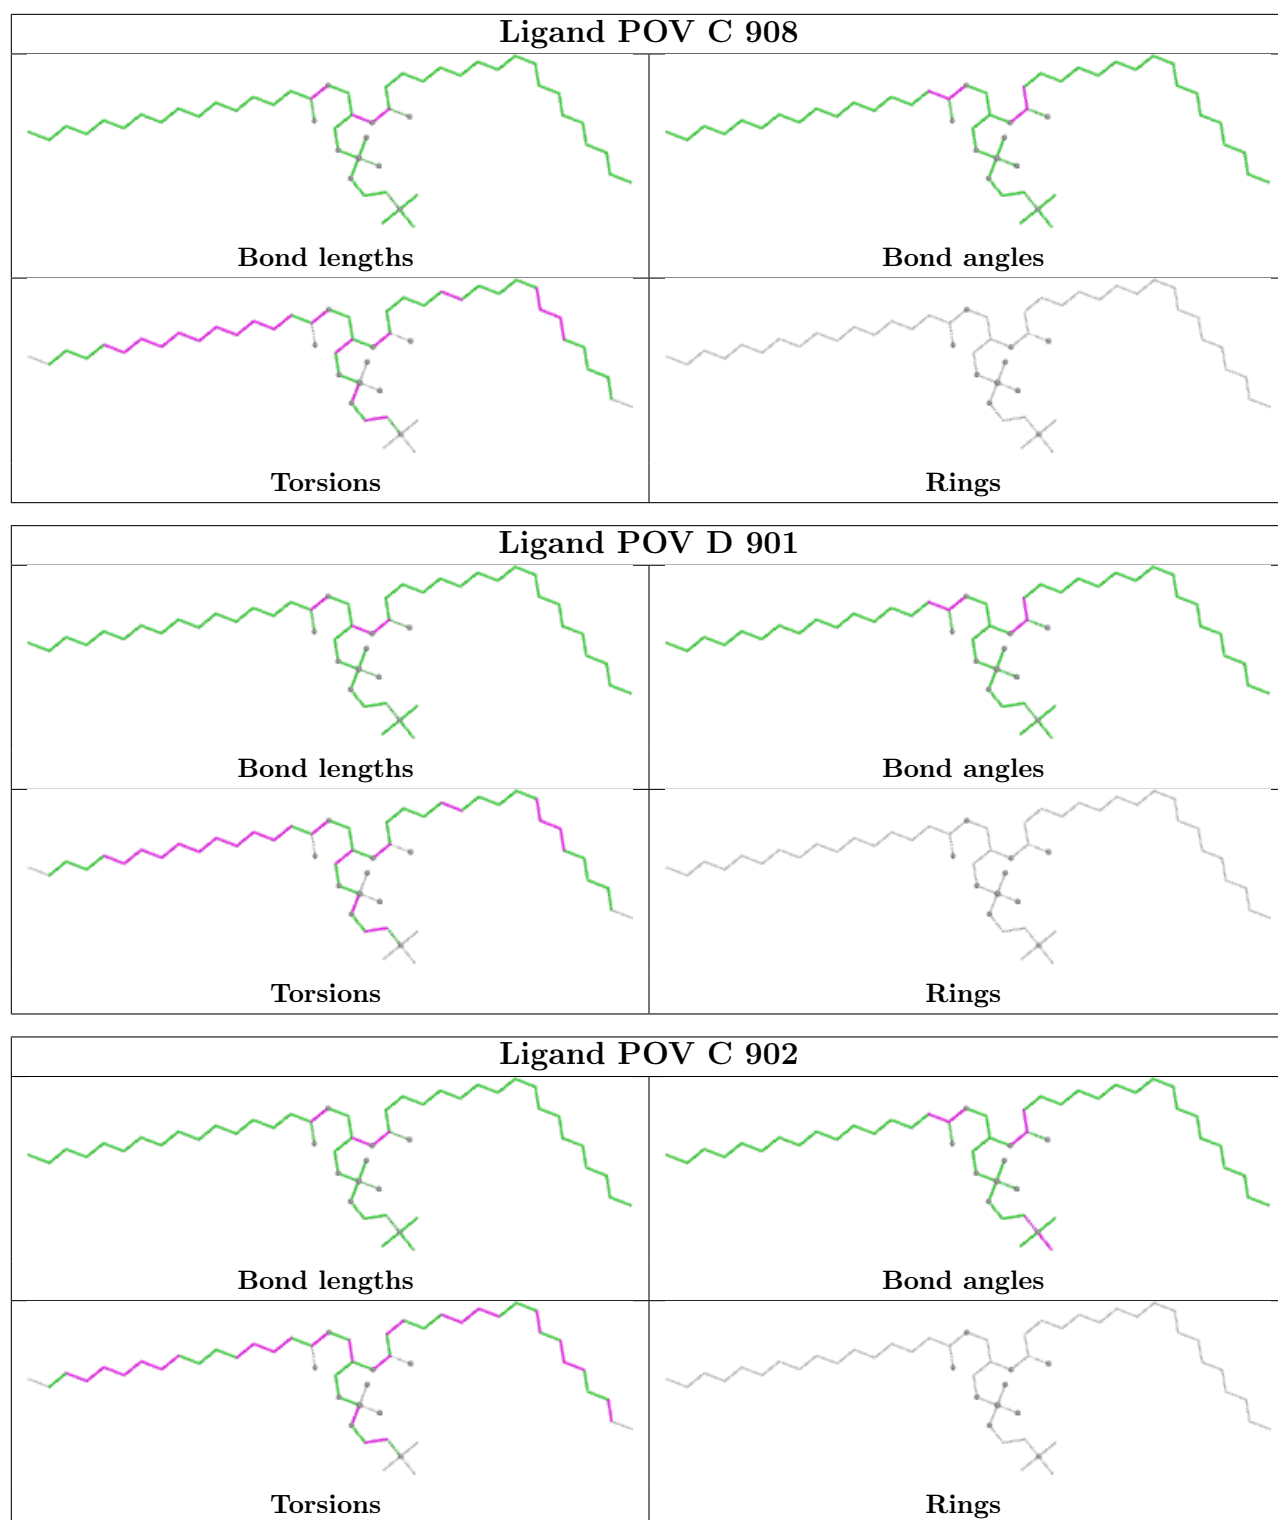 Ligand POV C 908
Bond lengths
Bond angles
Torsions
Rings
Ligand POV D 901
Bond lengths
Bond angles
Torsions
Rings
Ligand POV C 902
Bond lengths
Bond angles
Torsions
Rings